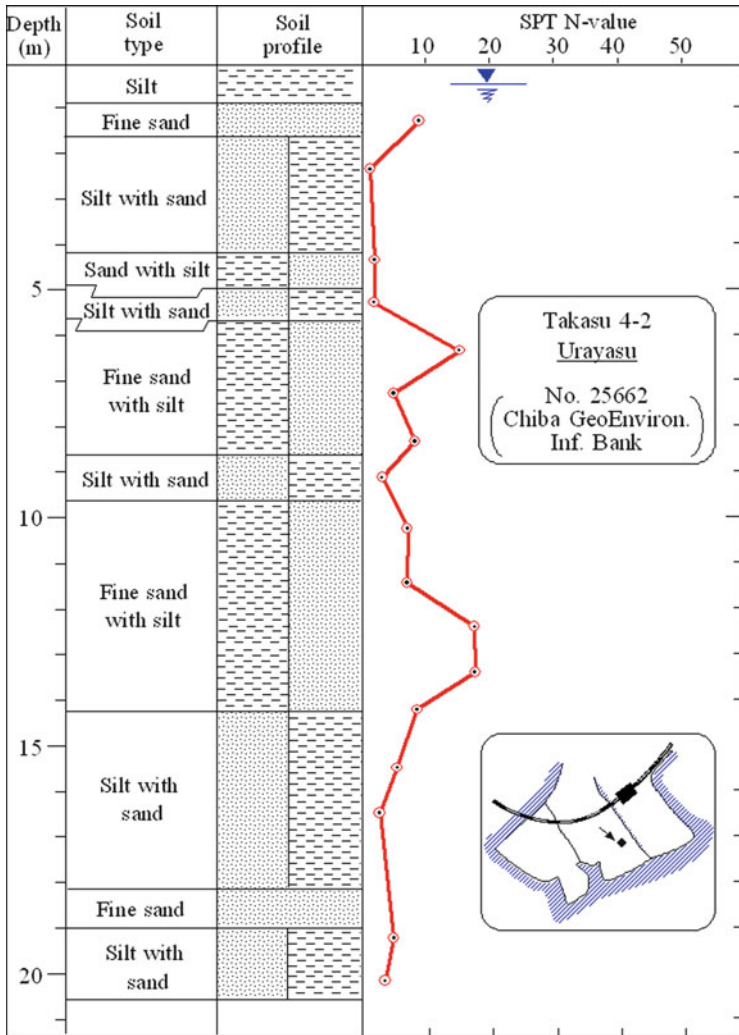 Depth
(m)
Soil
type
Soil
profile
SPT N-value
10 20 30 40 50
Silt
Fine sand
Silt with sand
Sand with silt
5
Silt with sand
Fine sand
with silt
Silt with sand
10
Fine sand
with silt
15
Silt with
sand
Fine sand
20
Silt with
sand
Takasu 4-2
Urayasu
No. 25662
(Chiba GeoEnviron.)
Inf. Bank